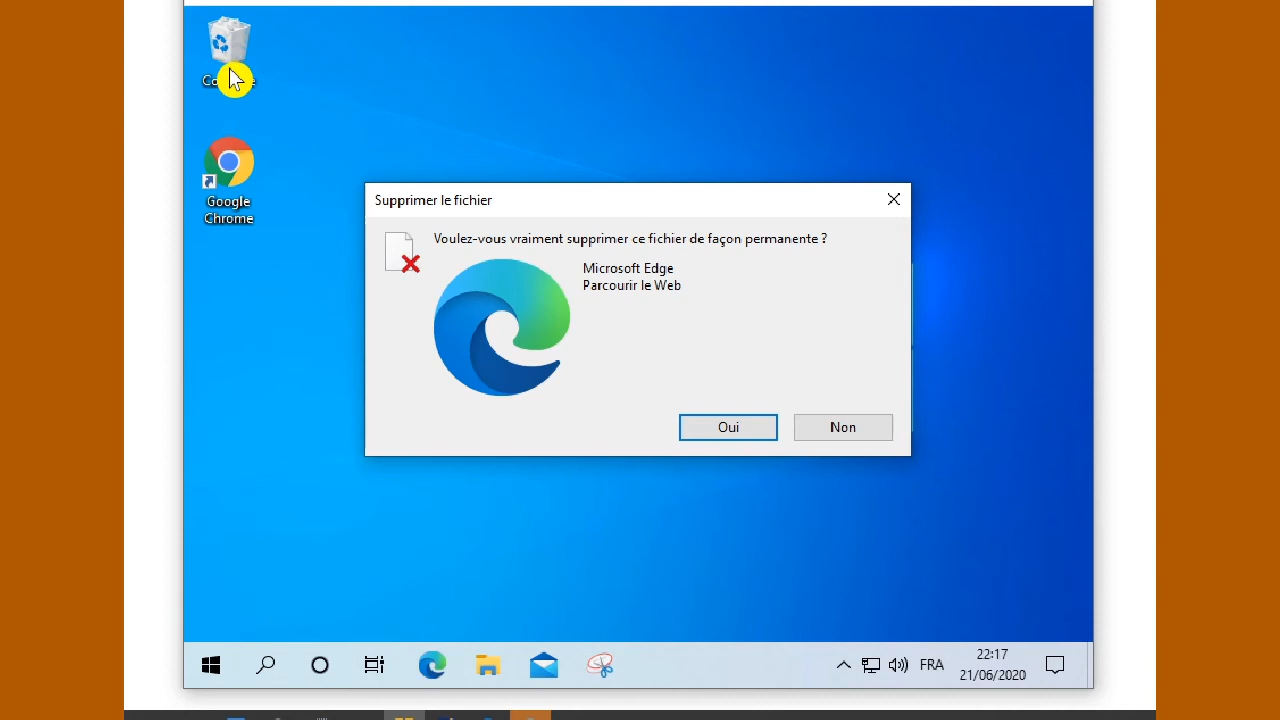 Google
Chrome
Supprimer le fichier
Voulez-vous vraiment supprimer ce fichier de façon permanente ?
Microsoft Edge
Parcourir le Web
Oui
Non
FRA
22:17
21/06/2020